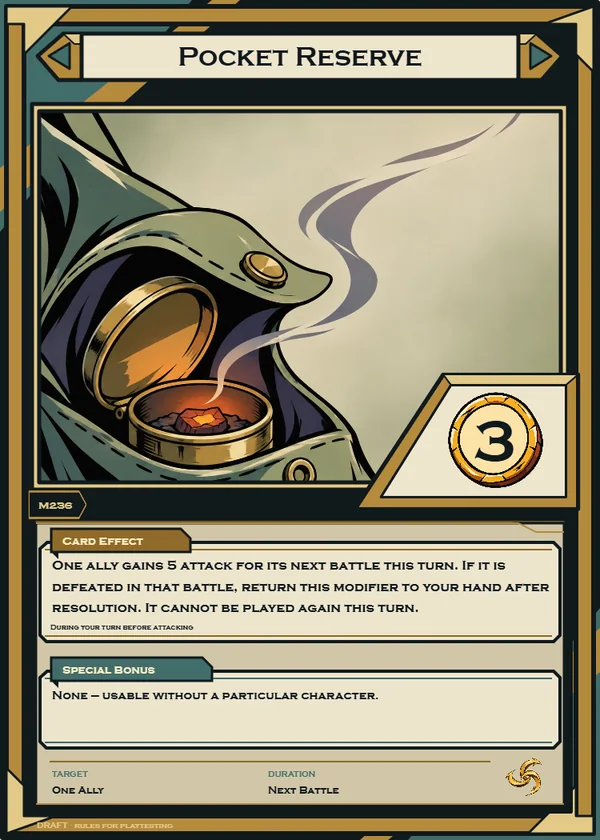 Pocket Reserve
3
M236
Card Effect
One ally gains 5 attack for its next battle this turn. If it is
defeated in that battle, return this modifier to your hand after
resolution. It cannot be played again this turn.
During your turn before attacking
Special Bonus
None – usable without a particular character.
Target
Duration
One Ally
Next Battle
DRAFT · Rules for playtesting